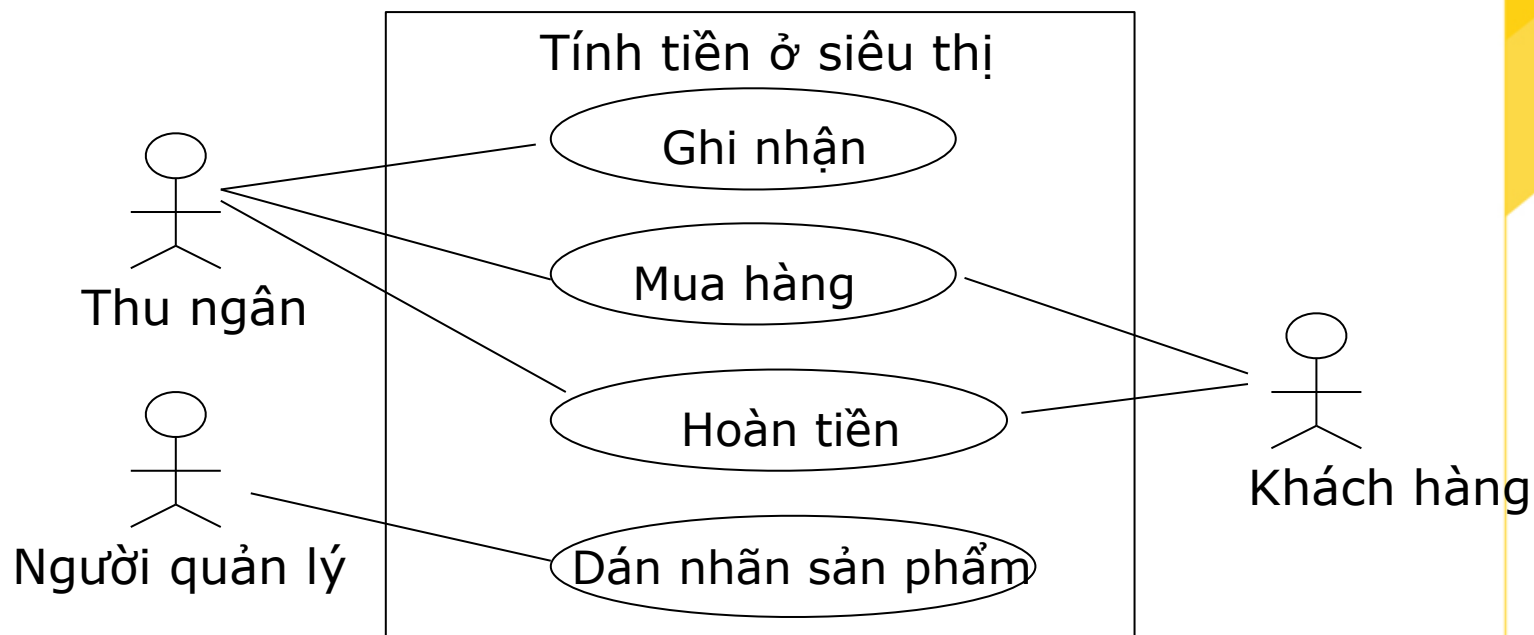 Tính tiền ở siêu thị
Ghi nhận
Mua hàng
Thu ngân
Hoàn tiền
Khách hàng
Người quản lý
Dán nhãn sản phẩm